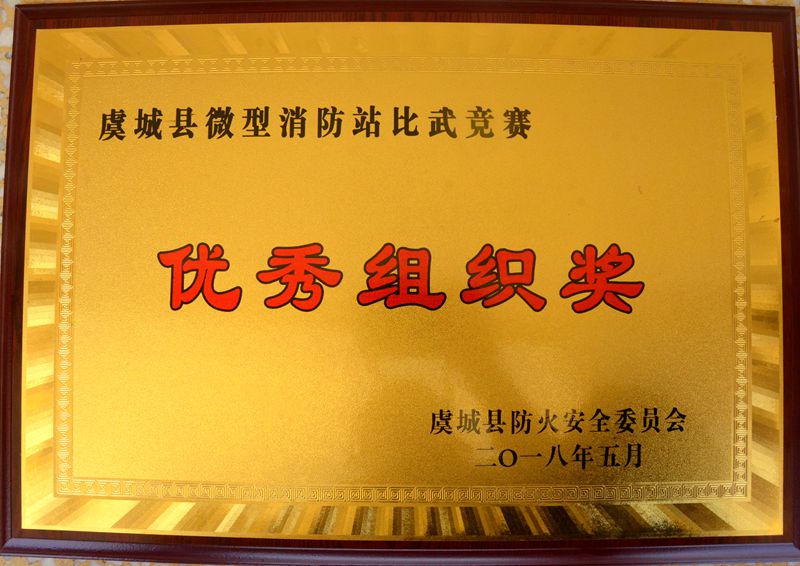 虞城县微型消防站比武竞赛
优秀组织奖
虞城县防火安全委员会
二〇一八年五月